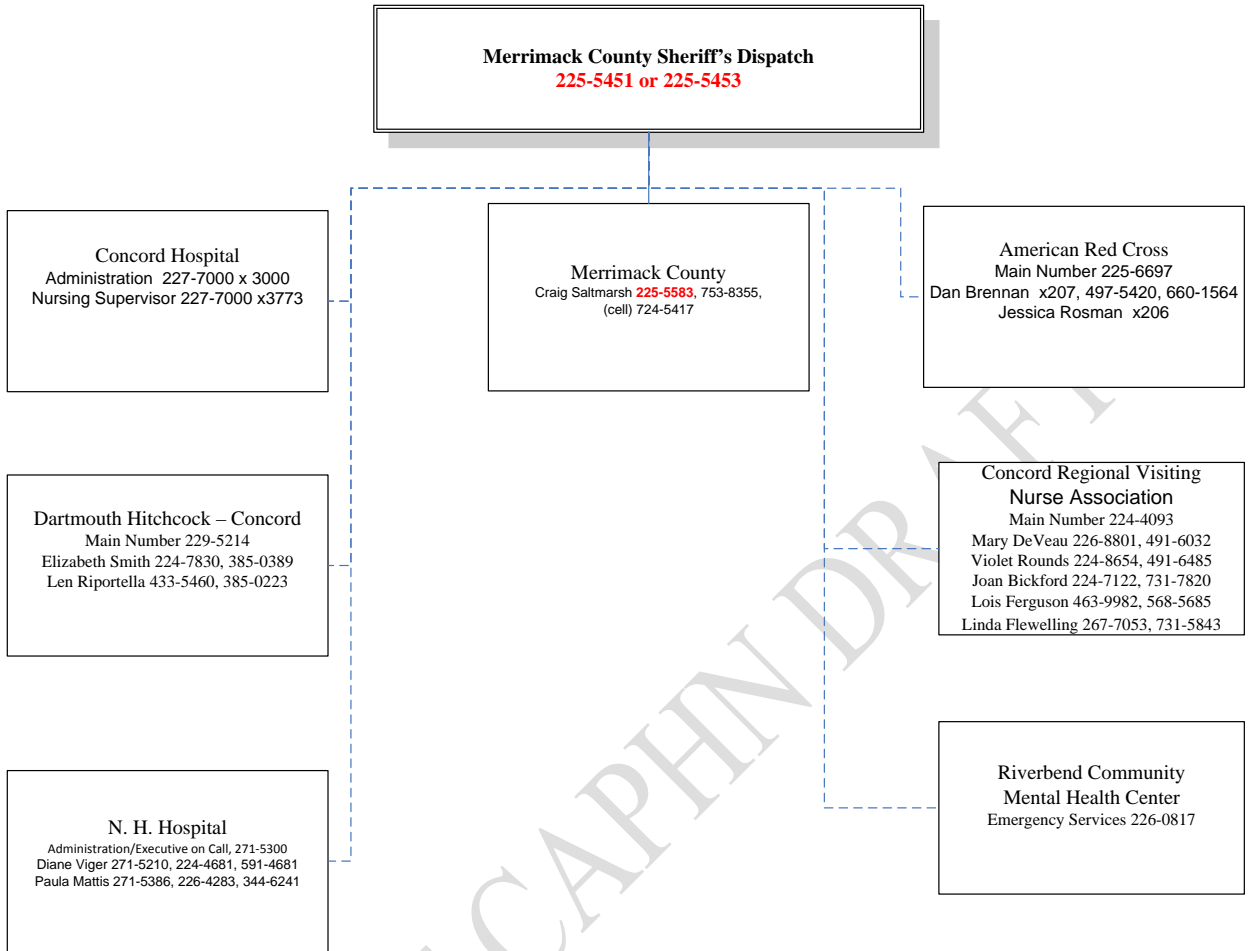 Merrimack County Sheriff's Dispatch
225-5451 or 225-5453
Concord Hospital
Administration 227-7000 x 3000
Nursing Supervisor 227-7000 x3773
Merrimack County
Craig Saltmarsh 225-5583, 753-8355,
(cell) 724-5417
American Red Cross
Main Number 225-6697
Dan Brennan x207, 497-5420, 660-1564
Jessica Rosman x206
Dartmouth Hitchcock – Concord
Main Number 229-5214
Elizabeth Smith 224-7830, 385-0389
Len Riportella 433-5460, 385-0223
Concord Regional Visiting
Nurse Association
Main Number 224-4093
Mary DeVeau 226-8801, 491-6032
Violet Rounds 224-8654, 491-6485
Joan Bickford 224-7122, 731-7820
Lois Ferguson 463-9982, 568-5685
Linda Flewelling 267-7053, 731-5843
N. H. Hospital
Administration/Executive on Call, 271-5300
Diane Viger 271-5210, 224-4681, 591-4681
Paula Mattis 271-5386, 226-4283, 344-6241
Riverbend Community
Mental Health Center
Emergency Services 226-0817
CAPHN DRAFT